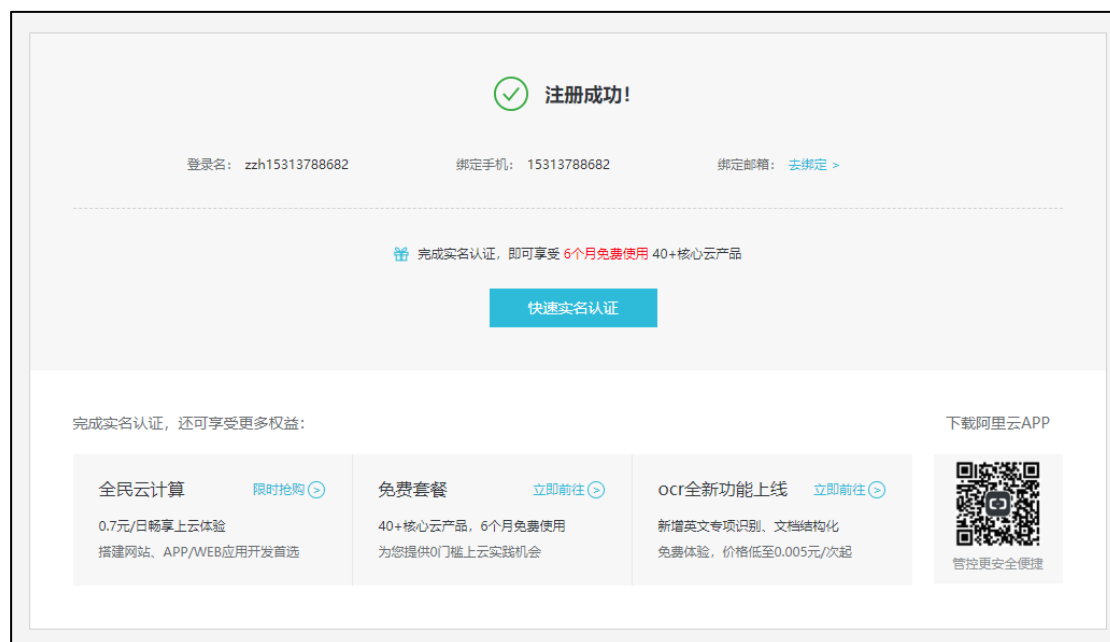 注册成功！
登录名： zzh15313788682 绑定手机： 15313788682 绑定邮箱： 去绑定 >
完成实名认证，即可享受 6个月免费使用 40+核心云产品
快速实名认证
完成实名认证，还可享受更多权益：
下载阿里云APP
全民云计算 限时抢购
0.7元/日畅享上云体验
搭建网站、APP/WEB应用开发首选
免费套餐 立即前往
40+核心云产品，6个月免费使用
为您提供0门槛上云实践机会
ocr全新功能上线 立即前往
新增英文专项识别、文档结构化
免费体验，价格低至0.005元/次起
管控更安全便捷